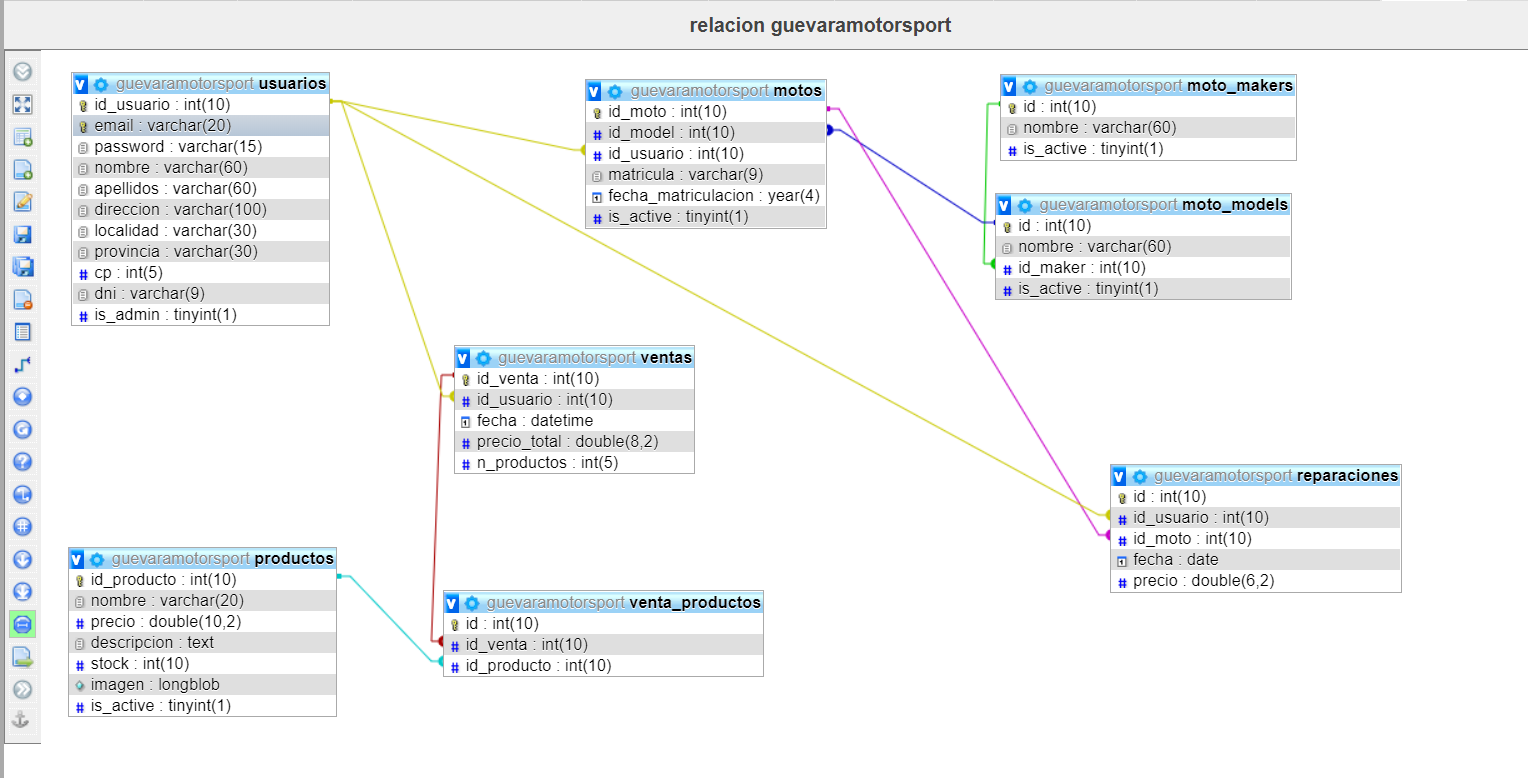 relacion guevaramotorsport
guevaramotorsport usuarios
id_usuario : int(10)
email : varchar(20)
password : varchar(15)
nombre : varchar(60)
apellidos : varchar(60)
direccion : varchar(100)
localidad : varchar(30)
provincia : varchar(30)
cp : int(5)
dni : varchar(9)
is_admin : tinyint(1)
guevaramotorsport motos
id_moto : int(10)
id_model : int(10)
id_usuario : int(10)
matricula : varchar(9)
fecha_matriculacion : year(4)
is_active : tinyint(1)
guevaramotorsport moto_makers
id : int(10)
nombre : varchar(60)
is_active : tinyint(1)
guevaramotorsport moto_models
id : int(10)
nombre : varchar(60)
id_maker : int(10)
is_active : tinyint(1)
guevaramotorsport ventas
id_venta : int(10)
id_usuario : int(10)
fecha : datetime
precio_total : double(8,2)
n_productos : int(5)
guevaramotorsport reparaciones
id : int(10)
id_usuario : int(10)
id_moto : int(10)
fecha : date
precio : double(6,2)
guevaramotorsport productos
id_producto : int(10)
nombre : varchar(20)
precio : double(10,2)
descripcion : text
stock : int(10)
imagen : longblob
is_active : tinyint(1)
guevaramotorsport venta_productos
id : int(10)
id_venta : int(10)
id_producto : int(10)